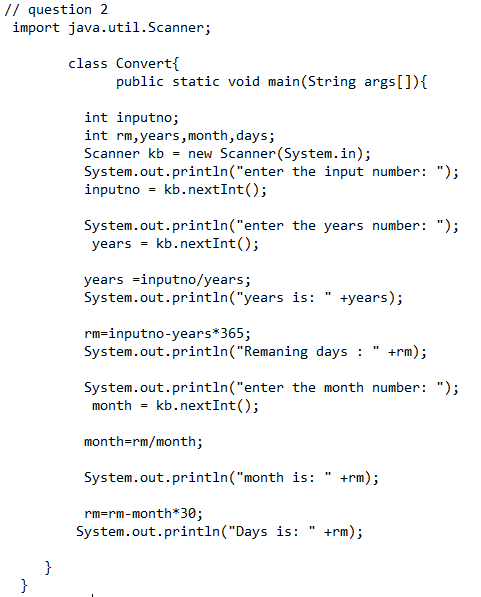 // question 2
import java.util.Scanner;
class Convert{
public static void main(String args[]){
int inputno;
int rm,years,month,days;
Scanner kb = new Scanner(System.in);
System.out.println("enter the input number: ");
inputno = kb.nextInt();
System.out.println("enter the years number: ");
years = kb.nextInt();
years =inputno/years;
System.out.println("years is: " +years);
rm=inputno-years*365;
System.out.println("Remaning days : " +rm);
System.out.println("enter the month number: ");
month = kb.nextInt();
month=rm/month;
System.out.println("month is: " +rm);
rm=rm-month*30;
System.out.println("Days is: " +rm);
}
}